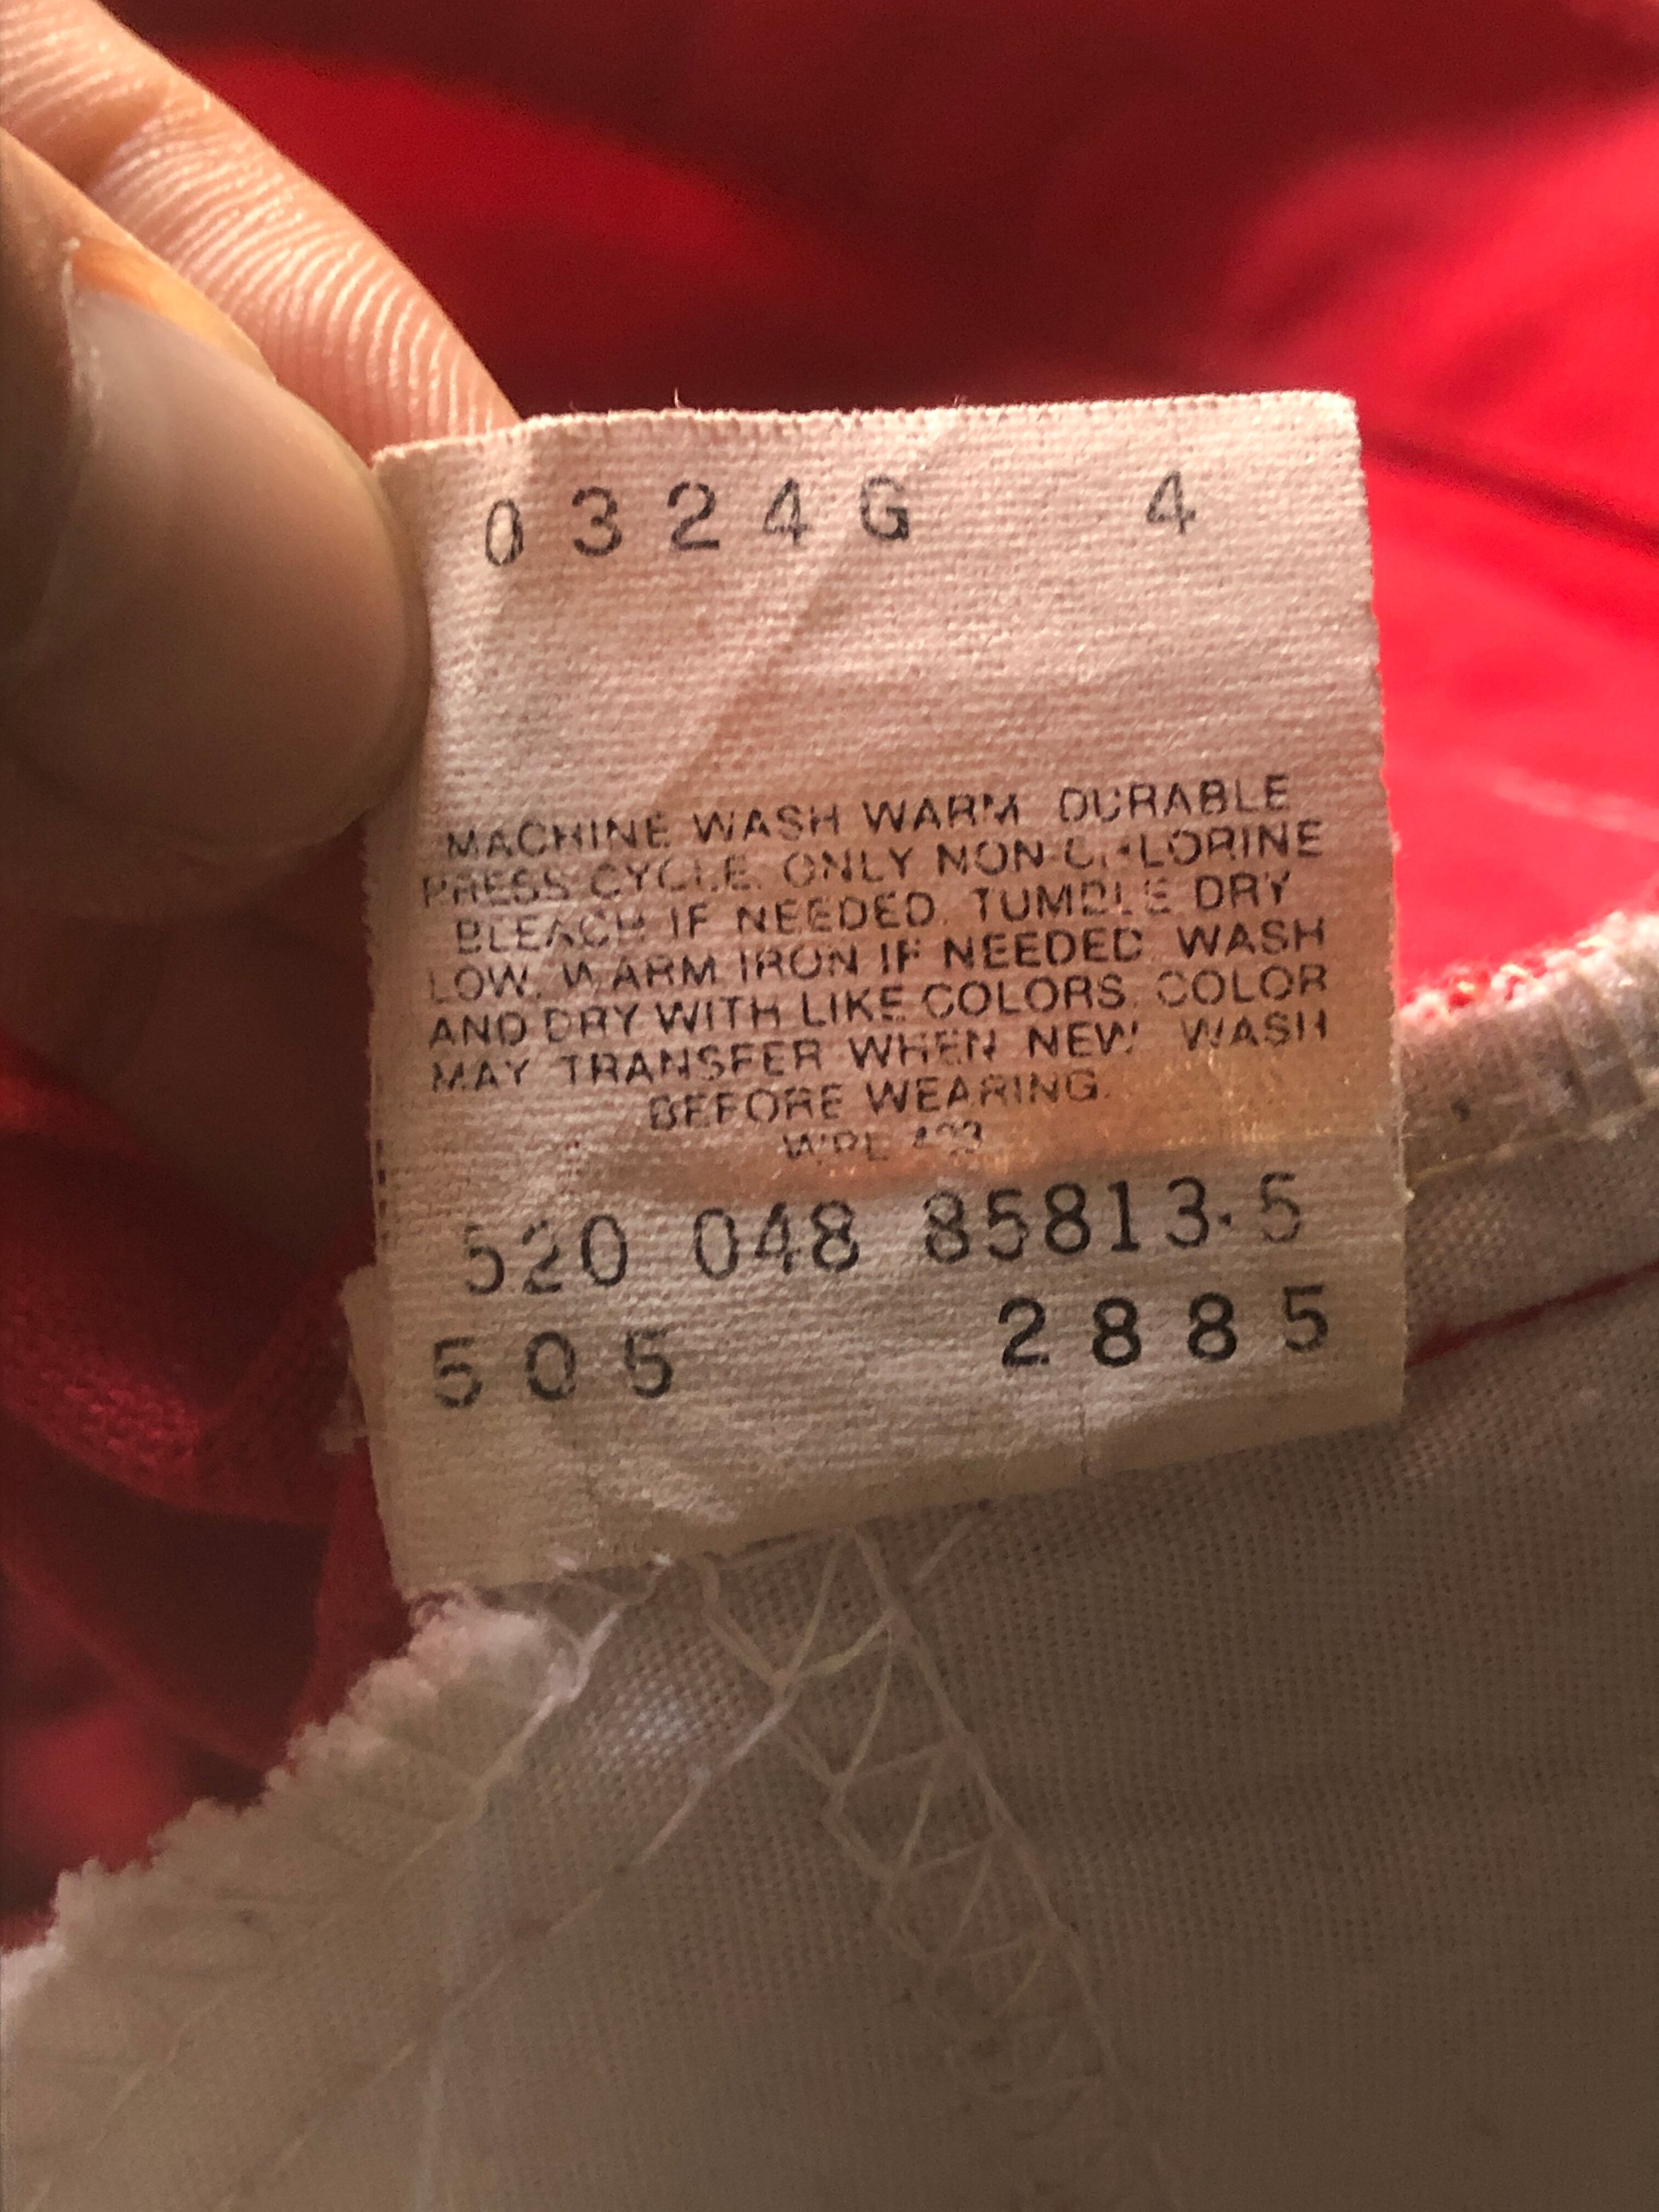 0324G 4
MACHINE WASH WARM DURABLE
PRESS CYCLE. ONLY NON-CHLORINE
BLEACH IF NEEDED. TUMBLE DRY
LOW. WARM IRON IF NEEDED. WASH
AND DRY WITH LIKE COLORS. COLOR
MAY TRANSFER WHEN NEW. WASH
BEFORE WEARING.
WPL
520 048 85813-5
505 2885